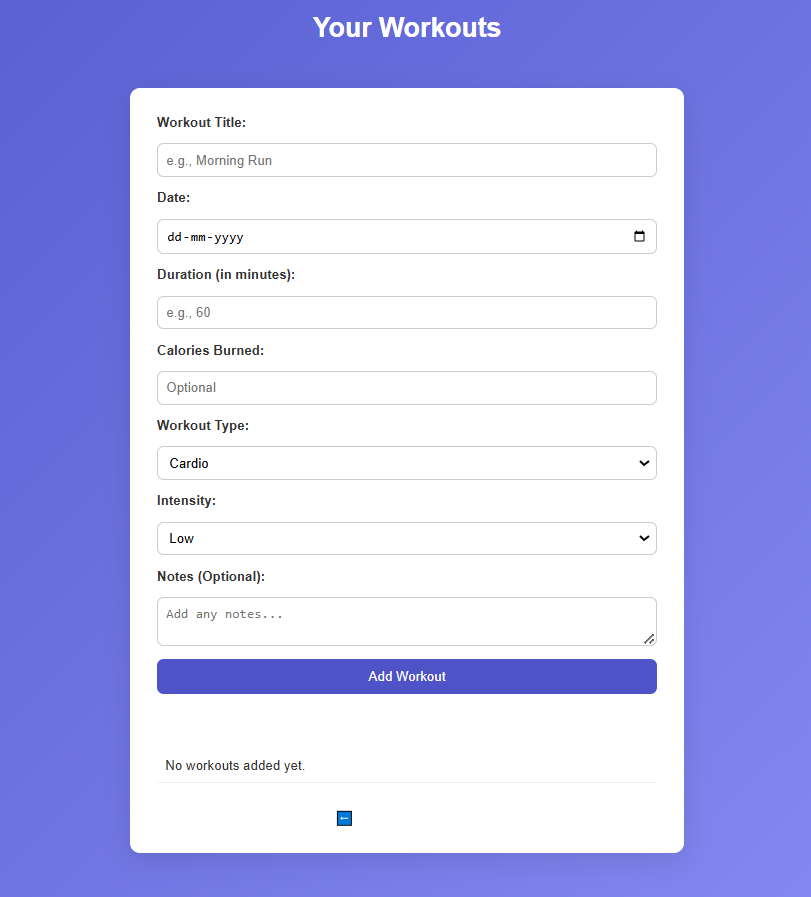 Your Workouts
Workout Title:
e.g., Morning Run
Date:
dd-mm-yyyy
Duration (in minutes):
e.g., 60
Calories Burned:
Optional
Workout Type:
Cardio
Intensity:
Low
Notes (Optional):
Add any notes...
Add Workout
No workouts added yet.
←